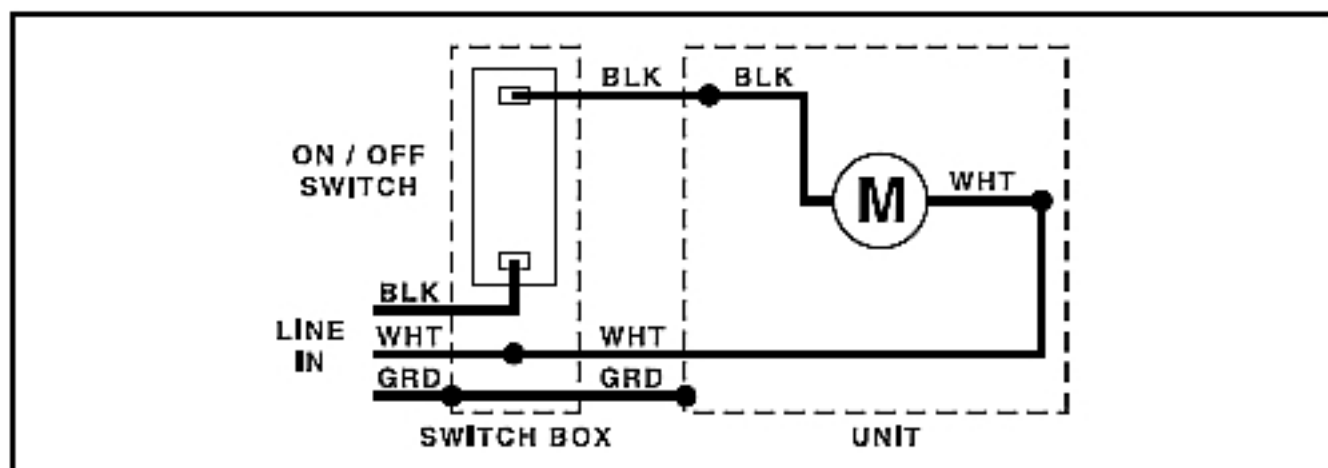 BLK BLK
ON / OFF
SWITCH
M
WHT
BLK
LINE
IN
WHT WHT
GRD GRD
SWITCH BOX UNIT